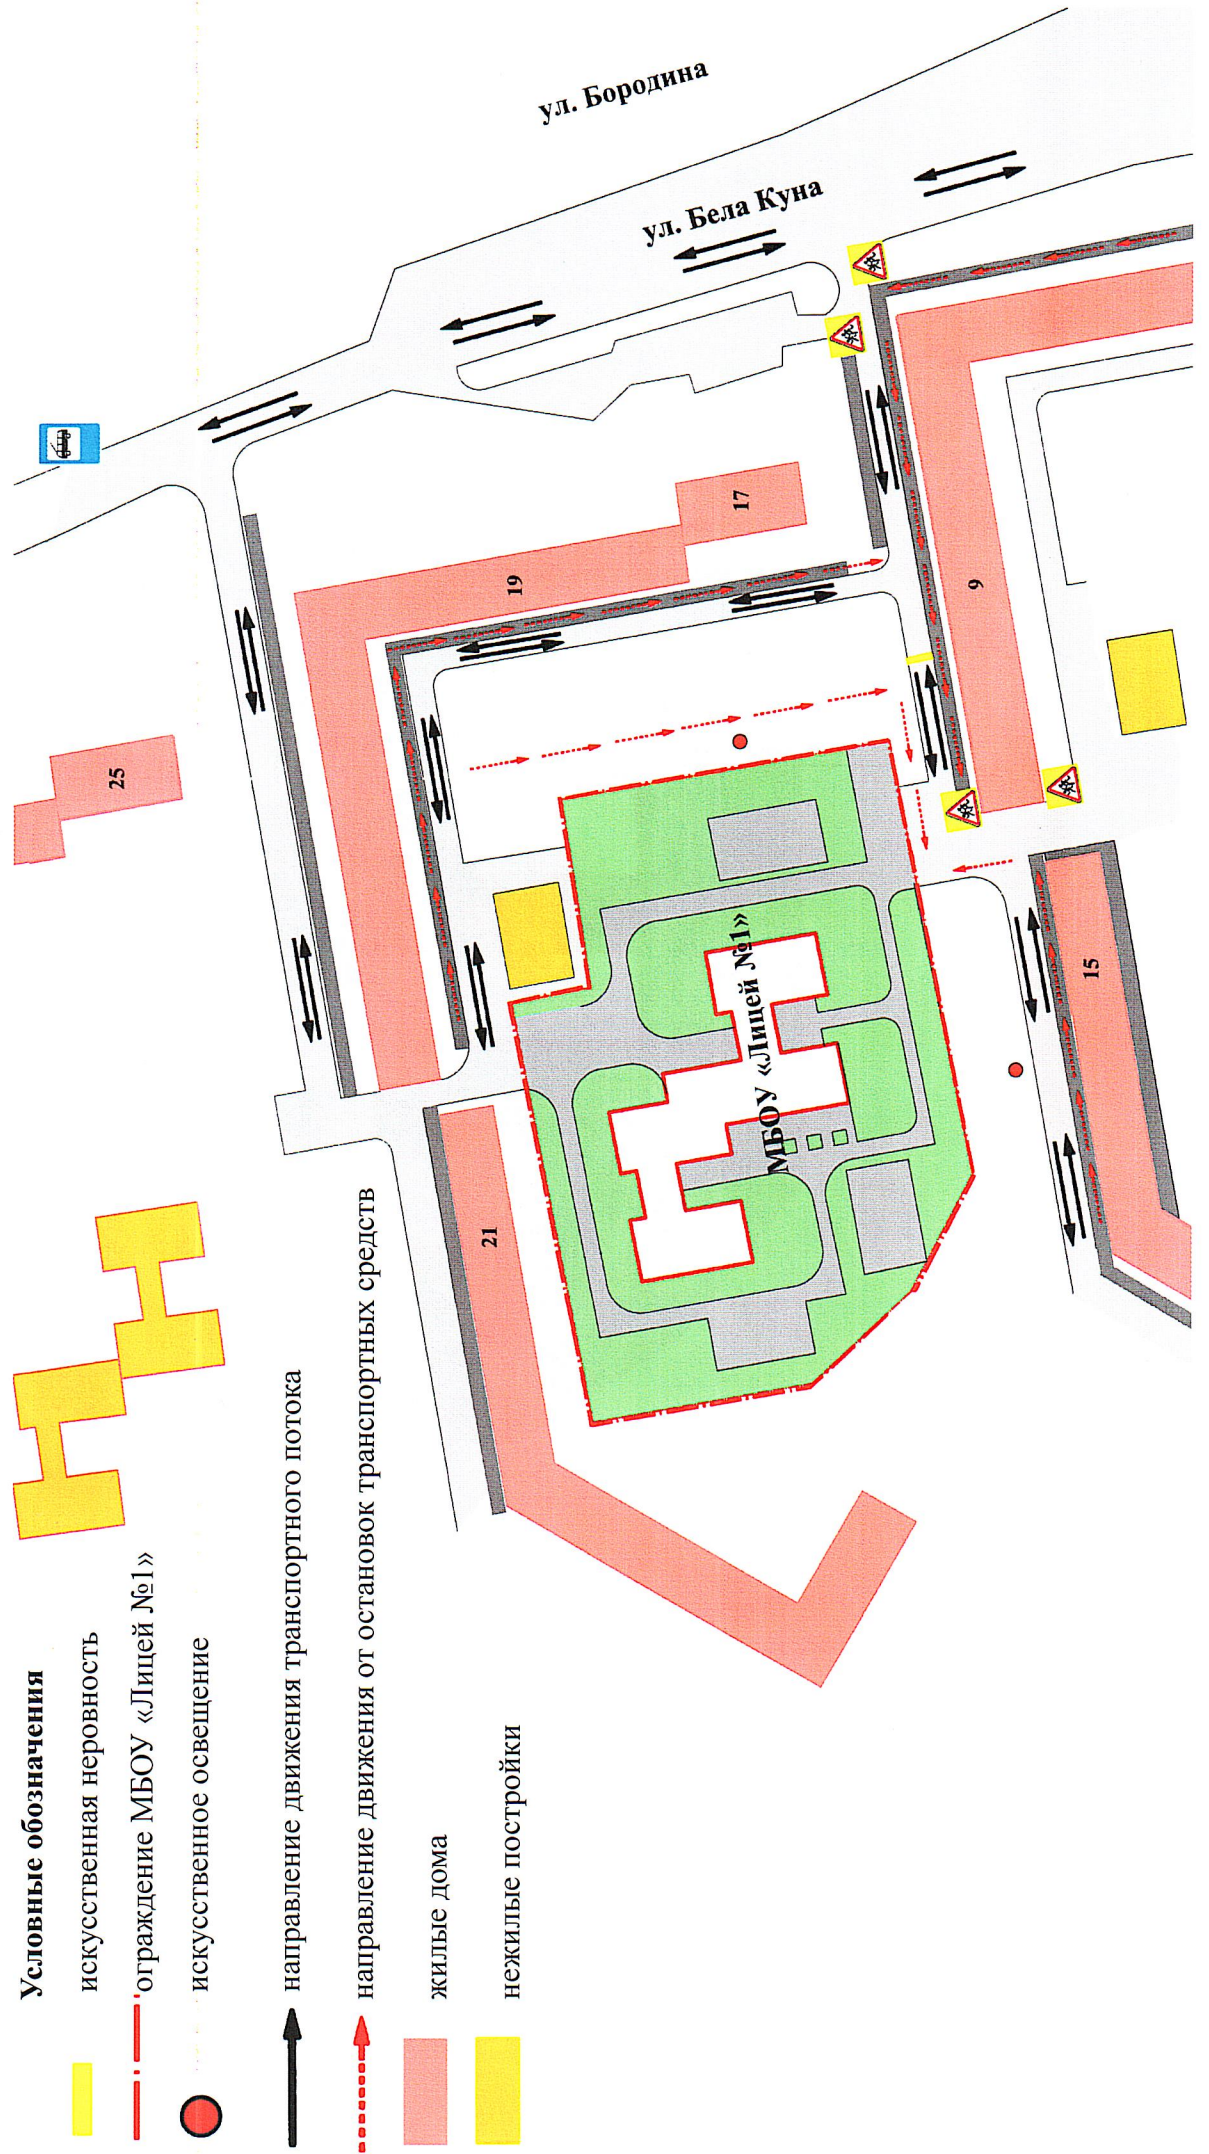 ул. Бородина
ул. Бела Куна
17
19
9
25
МБОУ «Лицей №1»
15
21
Условные обозначения
искусственная неровность
ограждение МБОУ «Лицей №1»
искусственное освещение
направление движения транспортного потока
направление движения от остановок транспортных средств
жилые дома
нежилые постройки